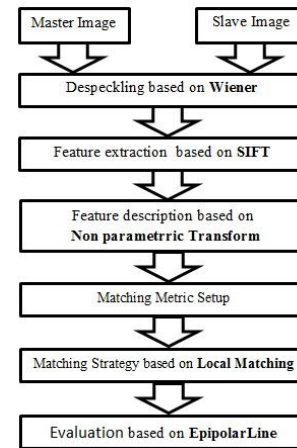 Master Image
Slave Image
Despeckling based on Wiener
Feature extraction based on SIFT
Feature description based on
Non parametrric Transform
Matching Metric Setup
Matching Strategy based on Local Matching
Evaluation based on EpipolarLine